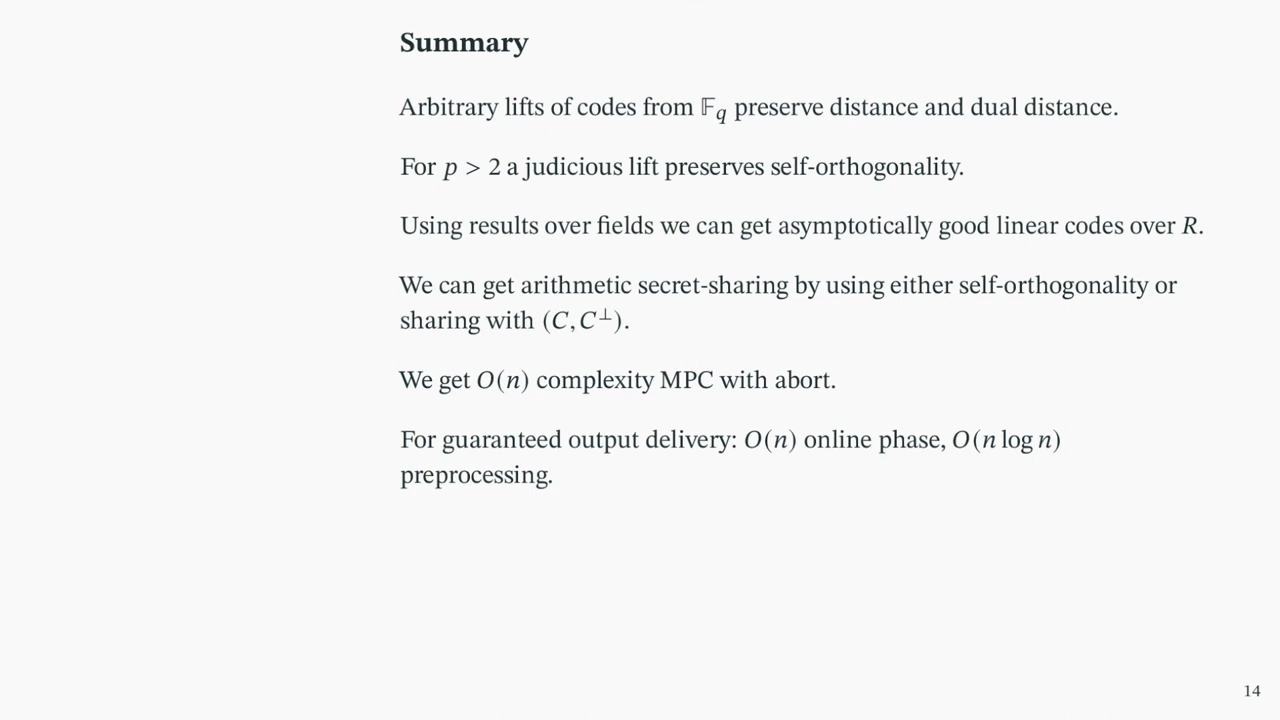 Summary
Arbitrary lifts of codes from 𝔽q preserve distance and dual distance.
For p > 2 a judicious lift preserves self-orthogonality.
Using results over fields we can get asymptotically good linear codes over R.
We can get arithmetic secret-sharing by using either self-orthogonality or
sharing with (C, C⊥).
We get O(n) complexity MPC with abort.
For guaranteed output delivery: O(n) online phase, O(n log n)
preprocessing.
14